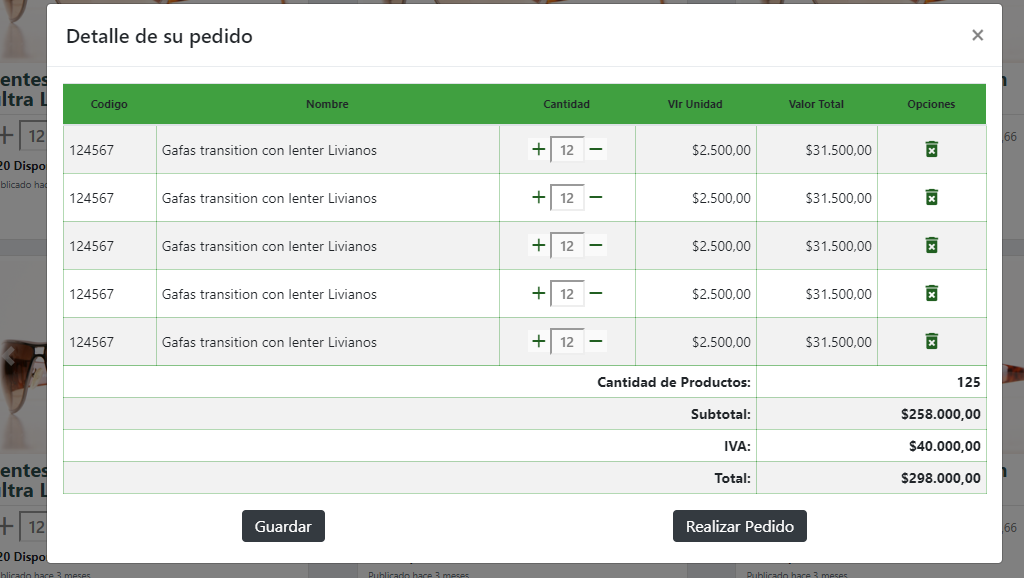 Detalle de su pedido ×
Codigo Nombre Cantidad Vlr Unidad Valor Total Opciones
124567 Gafas transition con lenter Livianos + 12 − $2.500,00 $31.500,00
124567 Gafas transition con lenter Livianos + 12 − $2.500,00 $31.500,00
124567 Gafas transition con lenter Livianos + 12 − $2.500,00 $31.500,00
124567 Gafas transition con lenter Livianos + 12 − $2.500,00 $31.500,00
124567 Gafas transition con lenter Livianos + 12 − $2.500,00 $31.500,00
Cantidad de Productos: 125
Subtotal: $258.000,00
IVA: $40.000,00
Total: $298.000,00
Guardar Realizar Pedido
entes
ltra L
+ 12
20 Dispo
blicado hac
,66
entes
ltra L
+ 12
20 Dispo
,66
blicado hace 3 meses Publicado hace 3 meses Publicado hace 3 meses